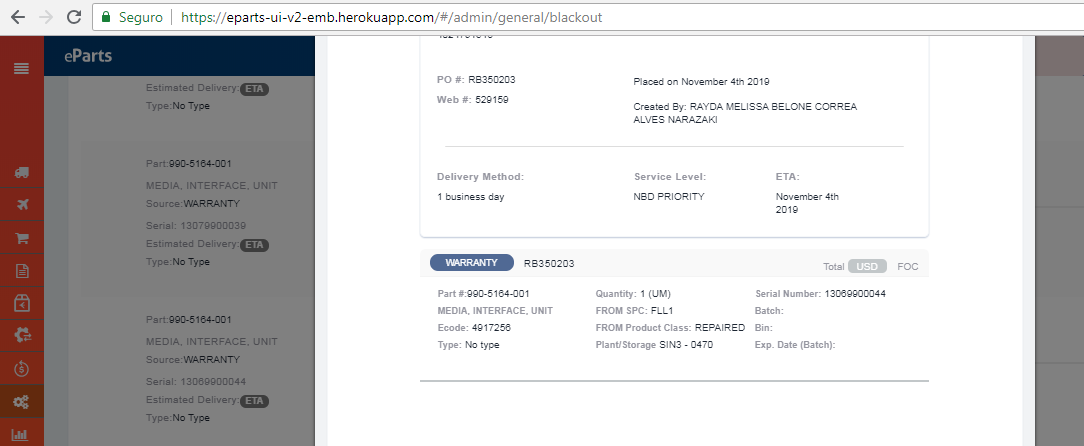 Seguro
https://eparts-ui-v2-emb.herokuapp.com/#/admin/general/blackout
eParts
Estimated Delivery: ETA
Type:No Type
Part:990-5164-001
MEDIA, INTERFACE, UNIT
Source:WARRANTY
Serial: 13079900039
Estimated Delivery: ETA
Type:No Type
Part:990-5164-001
MEDIA, INTERFACE, UNIT
Source:WARRANTY
Serial: 13069900044
Estimated Delivery: ETA
Type:No Type
PO #: RB350203
Web #: 529159
Placed on November 4th 2019
Created By: RAYDA MELISSA BELONE CORREA
ALVES NARAZAKI
Delivery Method:
1 business day
Service Level:
NBD PRIORITY
ETA:
November 4th
2019
WARRANTY RB350203
Total USD FOC
Part #:990-5164-001
MEDIA, INTERFACE, UNIT
Ecode: 4917256
Type: No type
Quantity: 1 (UM)
FROM SPC: FLL1
FROM Product Class: REPAIRED
Plant/Storage SIN3 - 0470
Serial Number: 13069900044
Batch:
Bin:
Exp. Date (Batch):